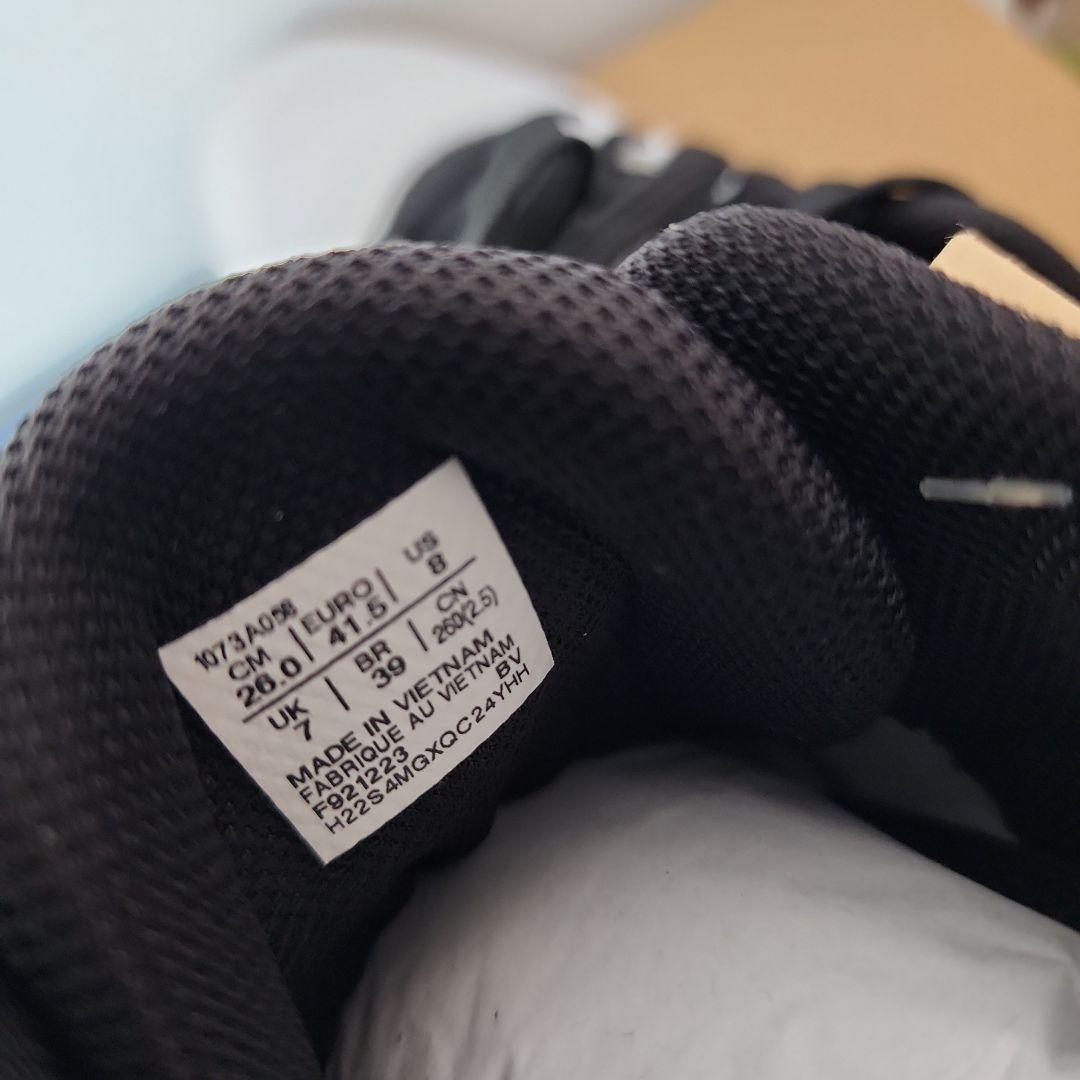 1073A056
CM | EURO | US
26.0 | 41.5 | 8
UK | BR | CN
7 | 39 | 260(2.5)
MADE IN VIETNAM
FABRIQUE AU VIETNAM
F921223 BV
H22S4MGXQC24YHH